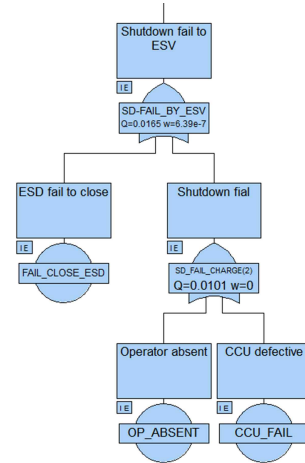 Shutdown fail to
ESV
IE
SD-FAIL_BY_ESV
Q=0.0165 w=6.39e-7
ESD fail to close
Shutdown fial
IE
IE
FAIL_CLOSE_ESD
SD_FAIL_CHARGE(2)
Q=0.0101 w=0
Operator absent
CCU defective
IE
IE
OP_ABSENT
CCU_FAIL